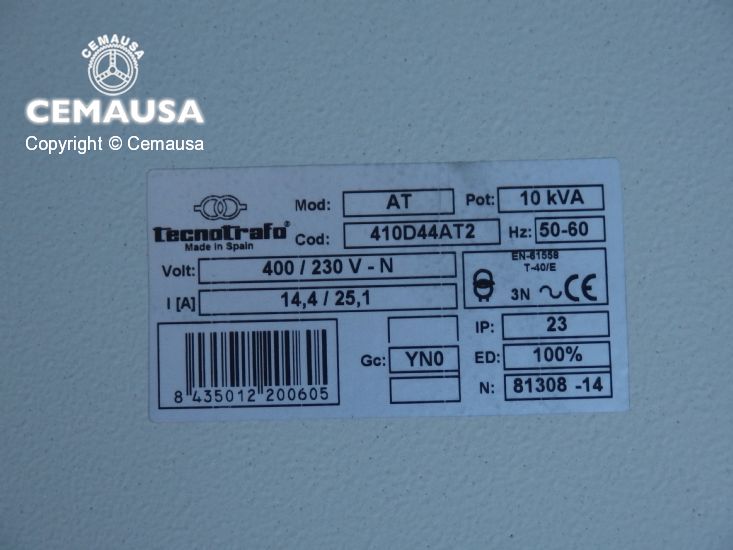 CEMAUSA
CEMAUSA
Copyright © Cemausa
tecnotrafo®
Made in Spain
Mod: AT Pot: 10 kVA
Cod: 410D44AT2 Hz: 50-60
Volt: 400 / 230 V - N
EN-61558
T-40/E
I [A] 14,4 / 25,1
3N ~ CE
IP: 23
Gc: YN0 ED: 100%
N: 81308 -14
8 435012 200605